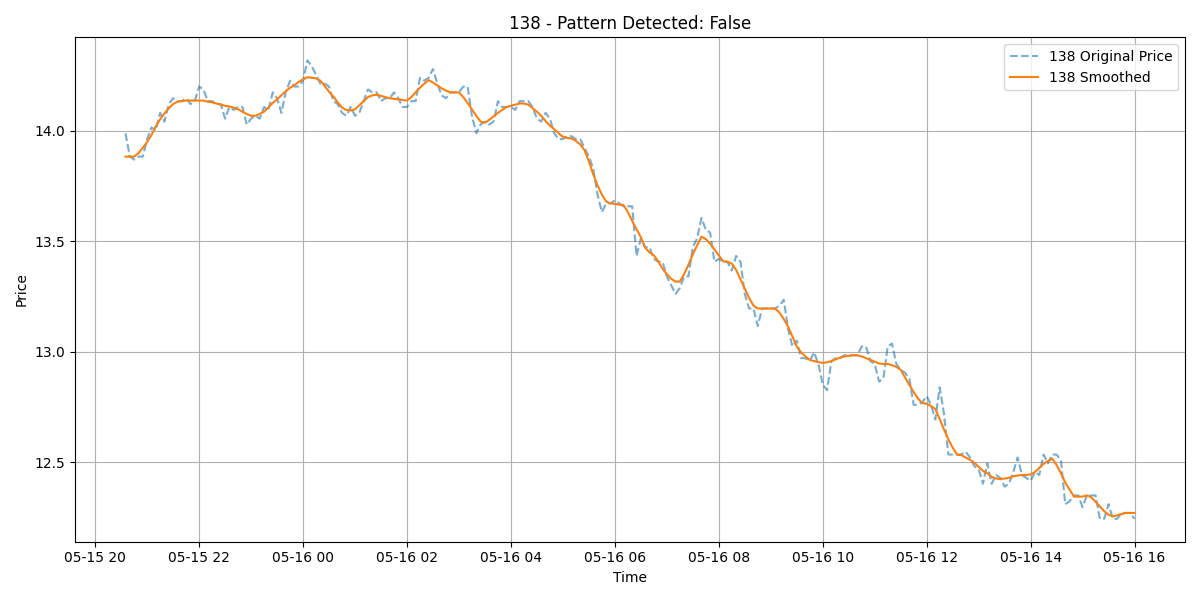 138 - Pattern Detected: False
138 Original Price
138 Smoothed
Price
14.0
13.5
13.0
12.5
05-15 20 05-15 22 05-16 00 05-16 02 05-16 04 05-16 06 05-16 08 05-16 10 05-16 12 05-16 14 05-16 16
Time